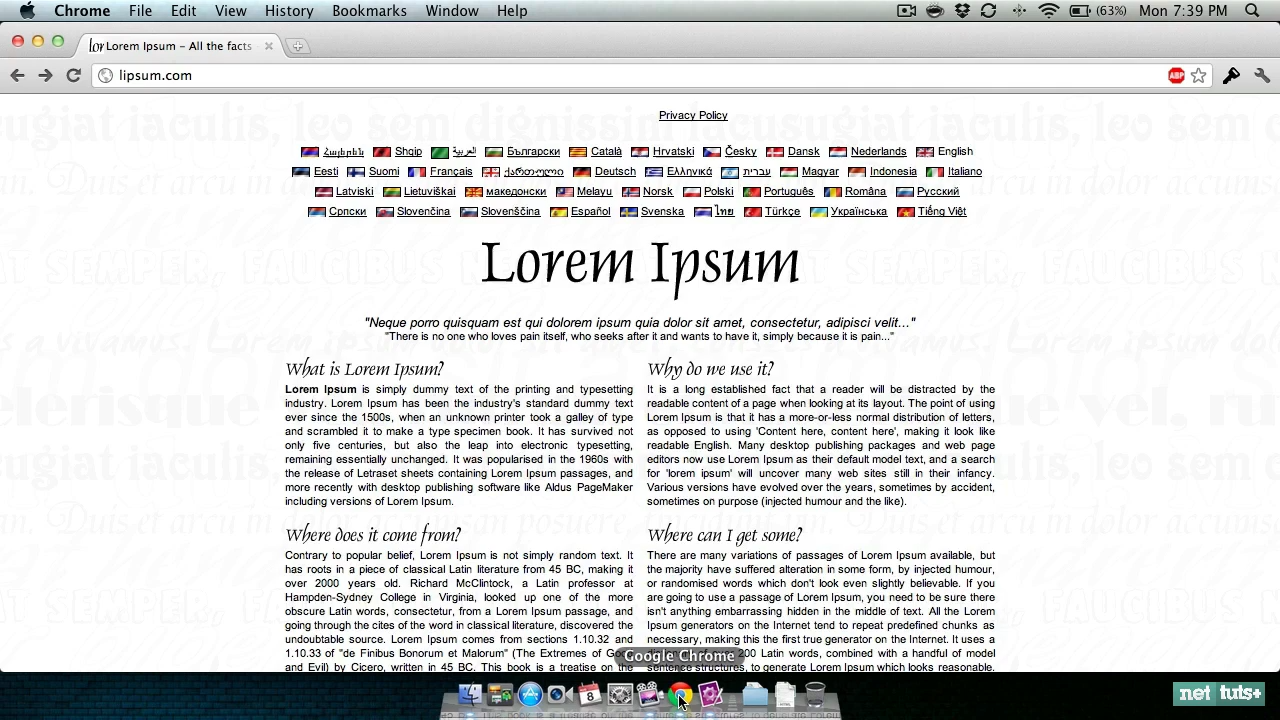 Chrome File Edit View History Bookmarks Window Help (63%) Mon 7:39 PM
Lorem Ipsum – All the facts
lipsum.com ABP
Privacy Policy
Հայերեն Shqip العربية Български Català Hrvatski Česky Dansk Nederlands English
Eesti Suomi Français ქართული Deutsch Ελληνικά עברית Magyar Indonesia Italiano
Latviski Lietuviškai македонски Melayu Norsk Polski Português Româna Русский
Српски Slovenčina Slovenščina Español Svenska ไทย Türkçe Українська Tiếng Việt
Lorem Ipsum
"Neque porro quisquam est qui dolorem ipsum quia dolor sit amet, consectetur, adipisci velit..."
"There is no one who loves pain itself, who seeks after it and wants to have it, simply because it is pain..."
What is Lorem Ipsum?
Lorem Ipsum is simply dummy text of the printing and typesetting
industry. Lorem Ipsum has been the industry's standard dummy text
ever since the 1500s, when an unknown printer took a galley of type
and scrambled it to make a type specimen book. It has survived not
only five centuries, but also the leap into electronic typesetting,
remaining essentially unchanged. It was popularised in the 1960s with
the release of Letraset sheets containing Lorem Ipsum passages, and
more recently with desktop publishing software like Aldus PageMaker
including versions of Lorem Ipsum.
Why do we use it?
It is a long established fact that a reader will be distracted by the
readable content of a page when looking at its layout. The point of using
Lorem Ipsum is that it has a more-or-less normal distribution of letters,
as opposed to using 'Content here, content here', making it look like
readable English. Many desktop publishing packages and web page
editors now use Lorem Ipsum as their default model text, and a search
for 'lorem ipsum' will uncover many web sites still in their infancy.
Various versions have evolved over the years, sometimes by accident,
sometimes on purpose (injected humour and the like).
Where does it come from?
Contrary to popular belief, Lorem Ipsum is not simply random text. It
has roots in a piece of classical Latin literature from 45 BC, making it
over 2000 years old. Richard McClintock, a Latin professor at
Hampden-Sydney College in Virginia, looked up one of the more
obscure Latin words, consectetur, from a Lorem Ipsum passage, and
going through the cites of the word in classical literature, discovered the
undoubtable source. Lorem Ipsum comes from sections 1.10.32 and
1.10.33 of "de Finibus Bonorum et Malorum" (The Extremes of
and Evil) by Cicero, written in 45 BC. This book is a treatise on the
Where can I get some?
There are many variations of passages of Lorem Ipsum available, but
the majority have suffered alteration in some form, by injected humour,
or randomised words which don't look even slightly believable. If you
are going to use a passage of Lorem Ipsum, you need to be sure there
isn't anything embarrassing hidden in the middle of text. All the Lorem
Ipsum generators on the Internet tend to repeat predefined chunks as
necessary, making this the first true generator on the Internet. It uses a
200 Latin words, combined with a handful of model
sentence structures, to generate Lorem Ipsum which looks reasonable.
Google Chrome
8
net tuts+